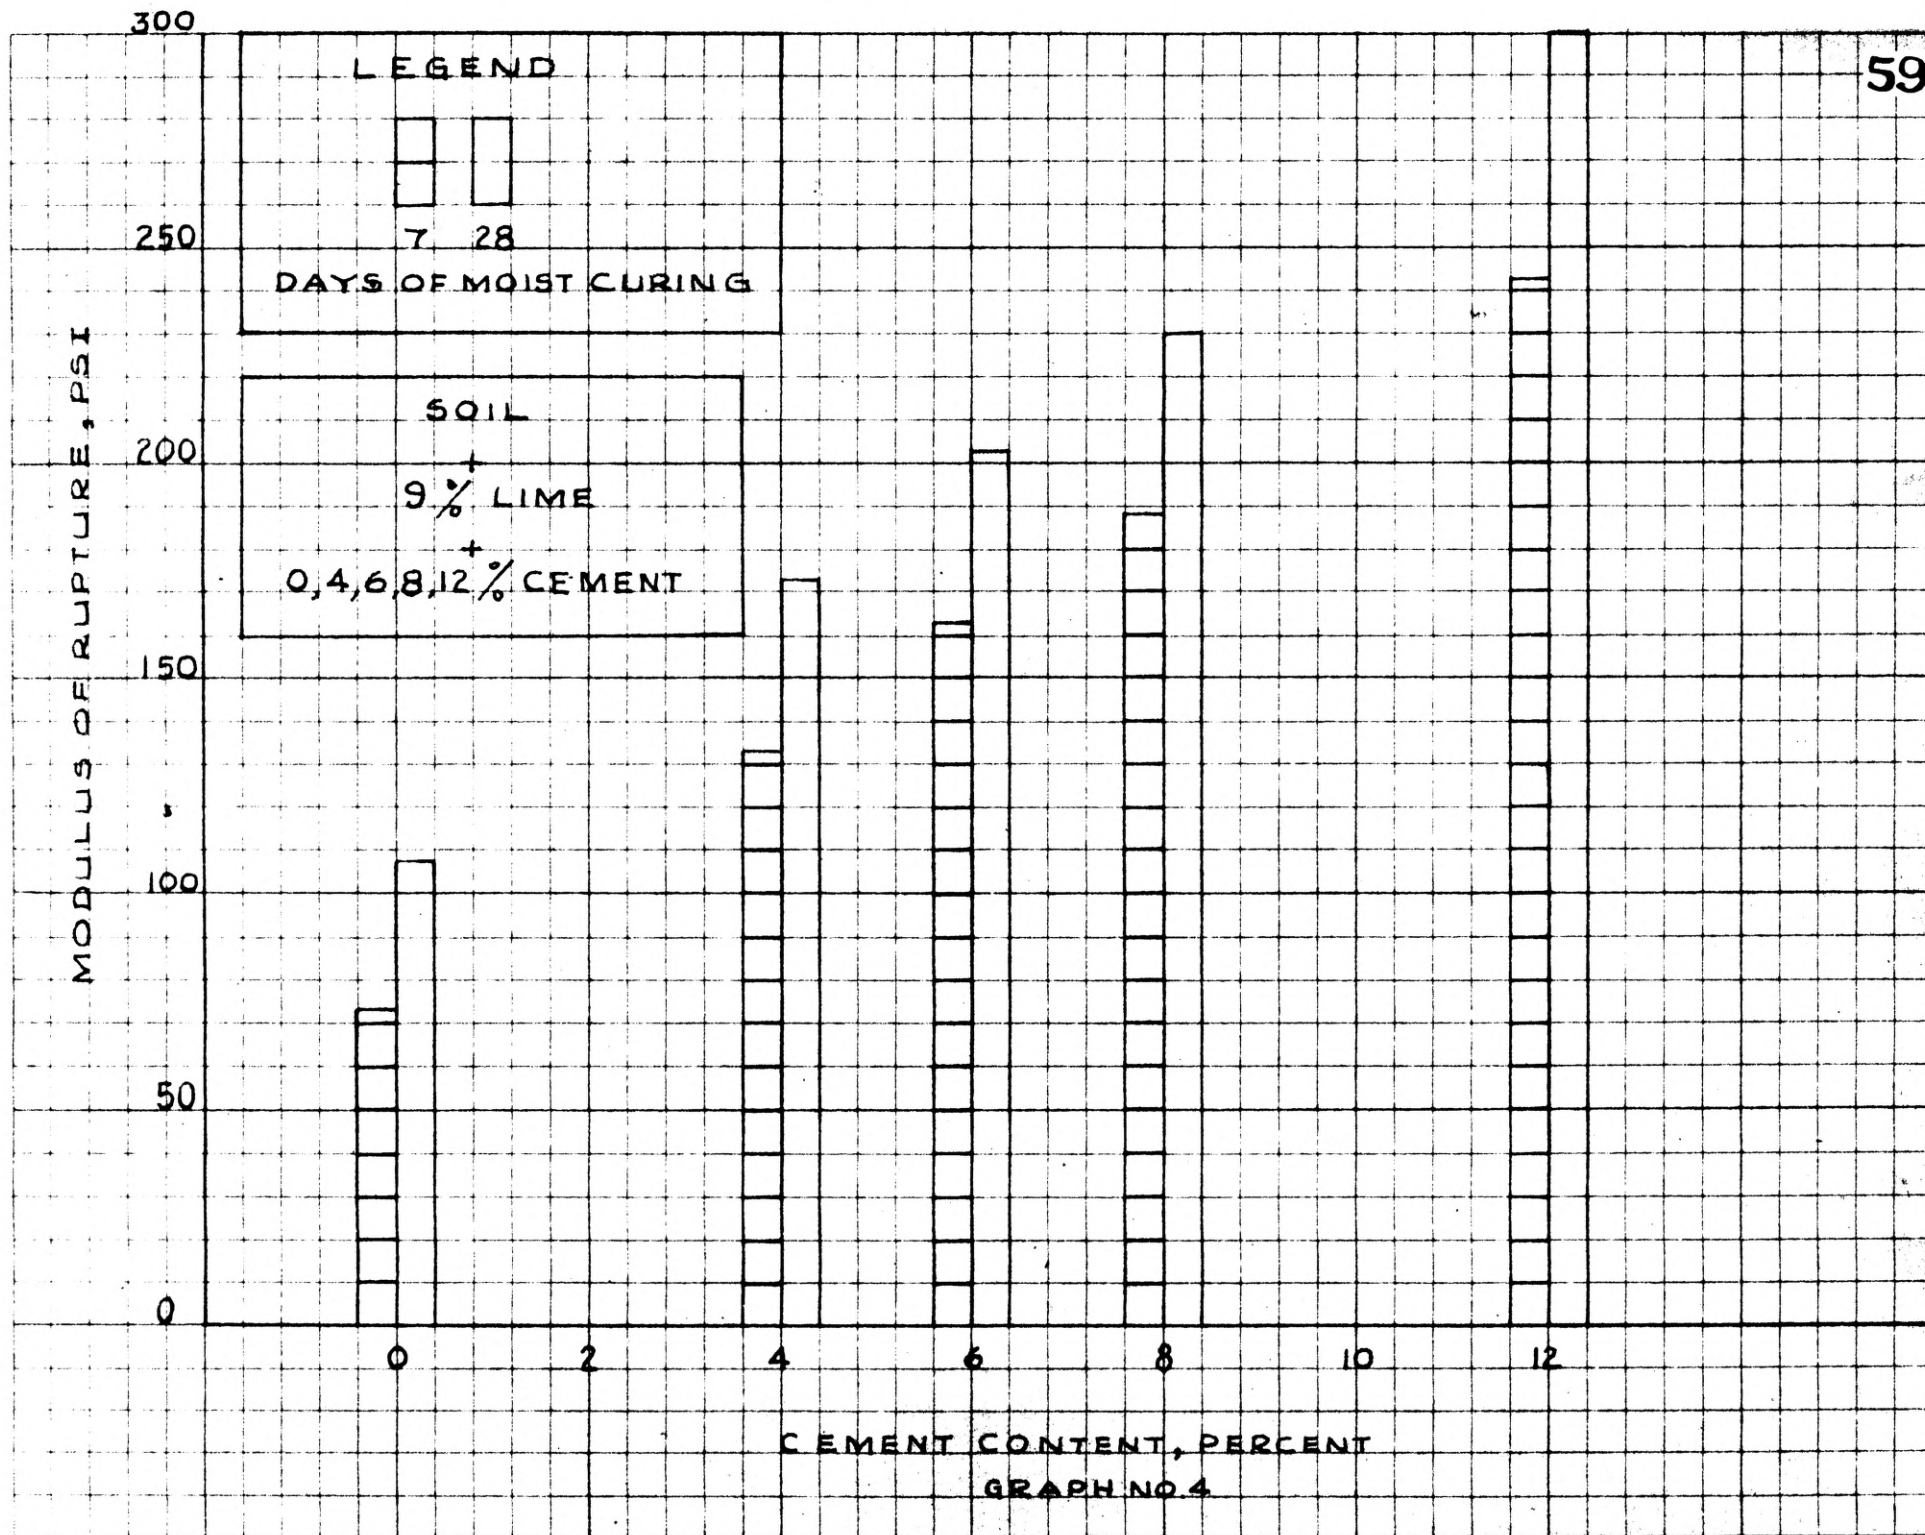 59
300
250
200
150
100
50
0
MODULUS OF RUPTURE, PSI
LEGEND
7 28
DAYS OF MOIST CURING
SOIL
+
9% LIME
+
0,4,6,8,12% CEMENT
0 2 4 6 8 10 12
CEMENT CONTENT, PERCENT
GRAPH NO.4